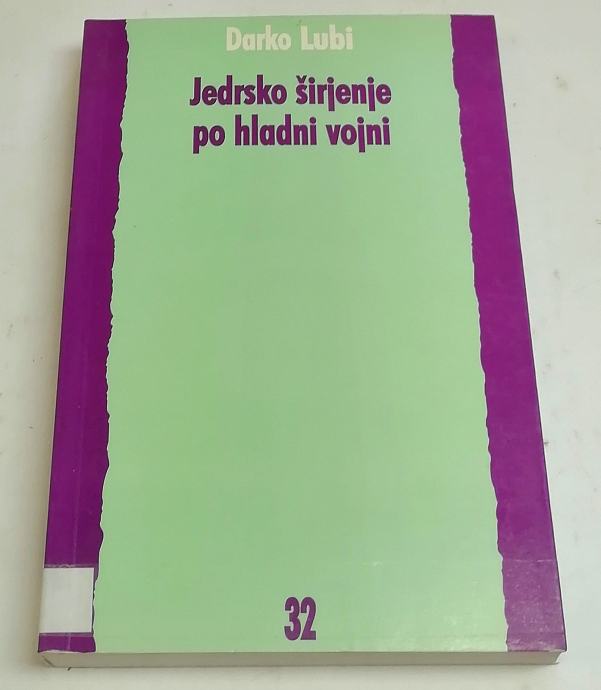 Darko Lubi
Jedrsko širjenje
po hladni vojni
32